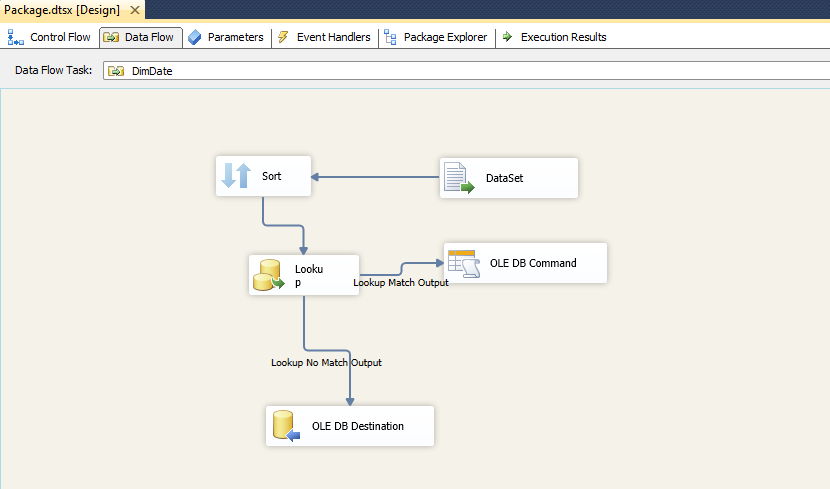 Package.dtsx [Design]
Control Flow
Data Flow
Parameters
Event Handlers
Package Explorer
Execution Results
Data Flow Task:
DimDate
Sort
DataSet
Looku
p
OLE DB Command
Lookup Match Output
Lookup No Match Output
OLE DB Destination